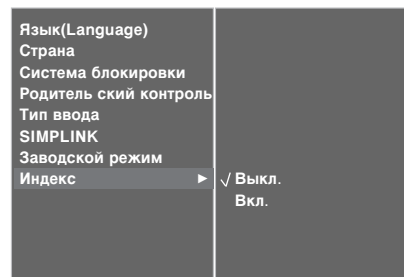 Язык(Language)
Страна
Система блокировки
Родитель ский контроль
Тип ввода
SIMPLINK
Заводской режим
Индекс ► √ Выкл.
Вкл.